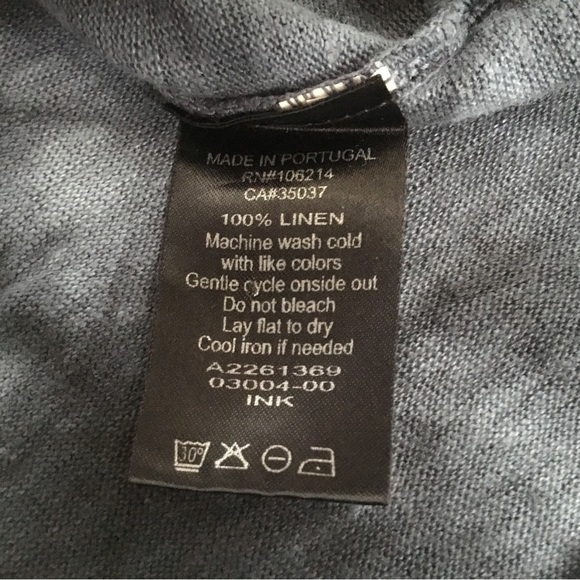 MADE IN PORTUGAL
RN#106214
CA#35037
100% LINEN
Machine wash cold
with like colors
Gentle cycle onside out
Do not bleach
Lay flat to dry
Cool iron if needed
A2261369
03004-00
INK
30°